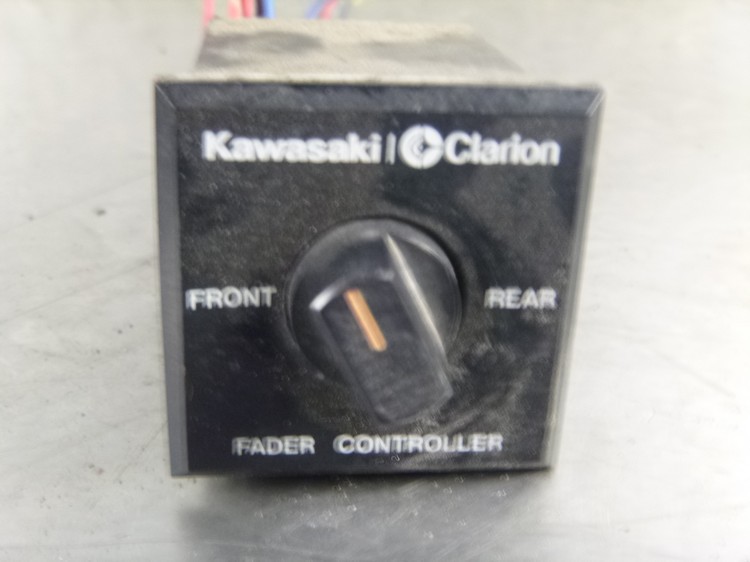 Kawasaki | Clarion
FRONT REAR
FADER CONTROLLER